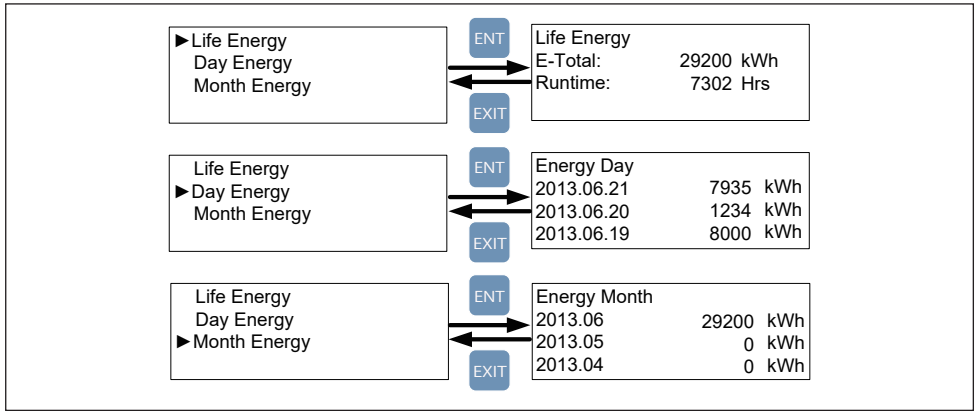 ►Life Energy
Day Energy
Month Energy
ENT
EXIT
Life Energy
E-Total: 29200 kWh
Runtime: 7302 Hrs
Life Energy
►Day Energy
Month Energy
ENT
EXIT
Energy Day
2013.06.21 7935 kWh
2013.06.20 1234 kWh
2013.06.19 8000 kWh
Life Energy
Day Energy
►Month Energy
ENT
EXIT
Energy Month
2013.06 29200 kWh
2013.05 0 kWh
2013.04 0 kWh